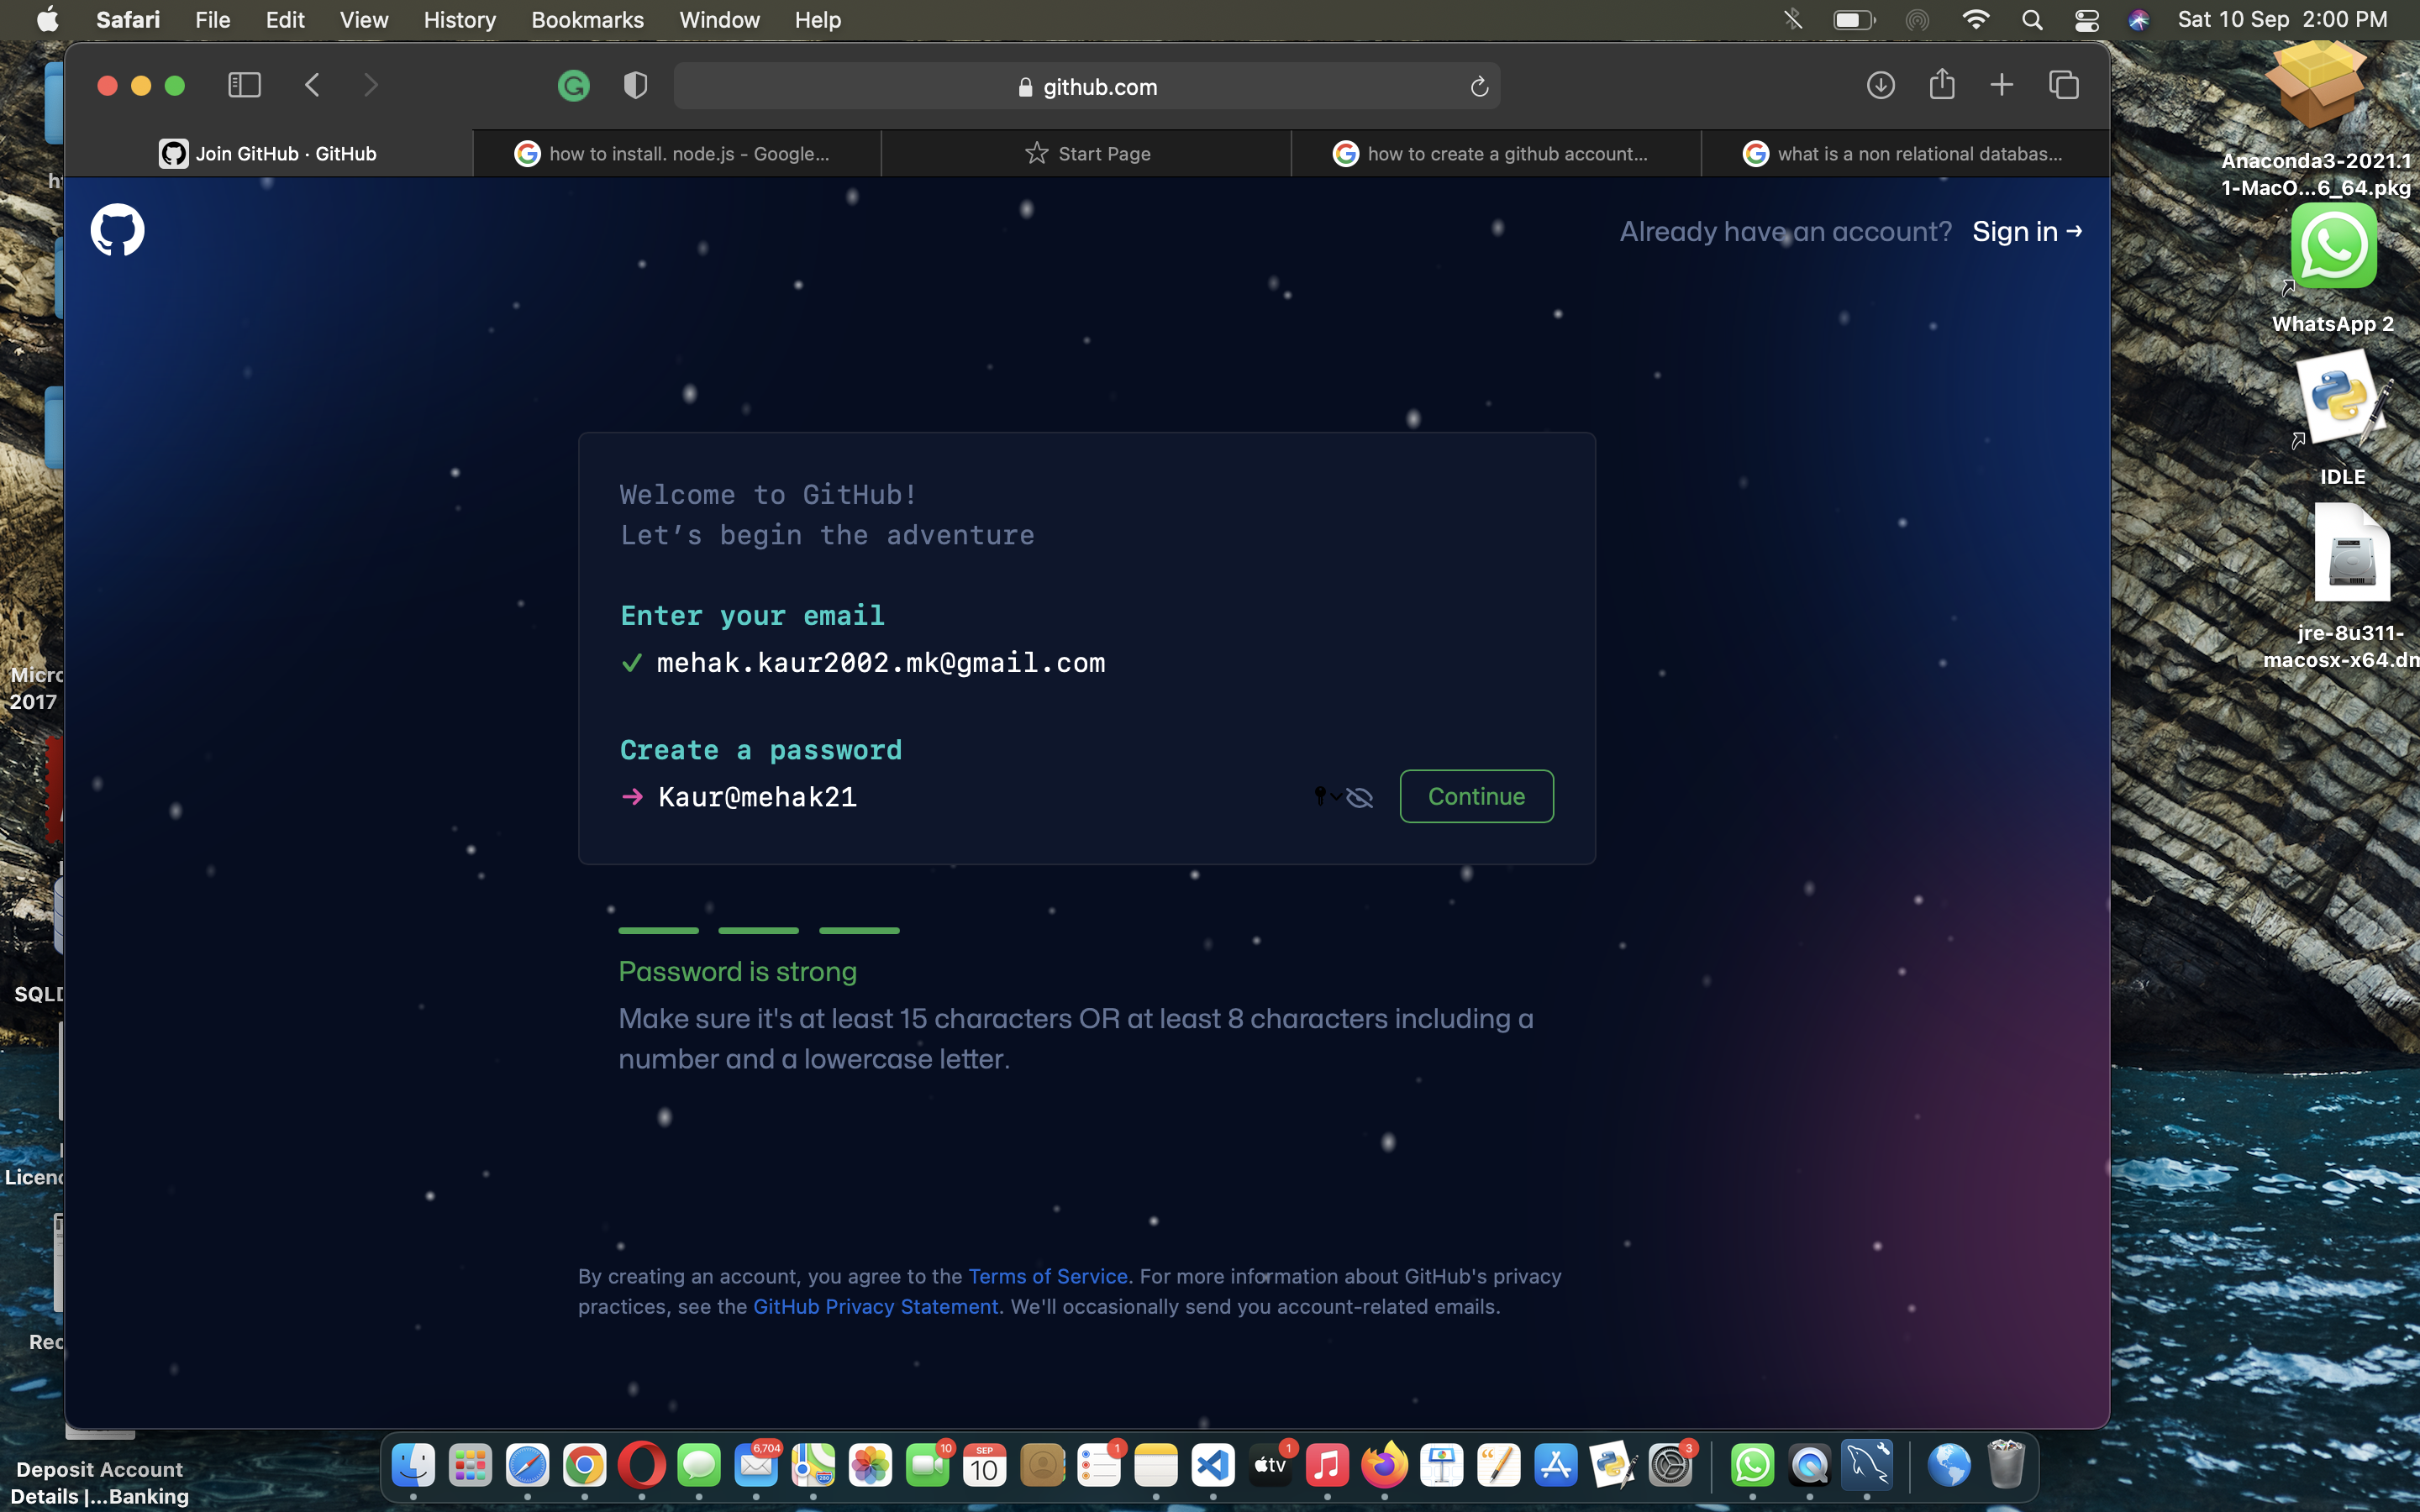 Safari File Edit View History Bookmarks Window Help Sat 10 Sep 2:00 PM
github.com
Join GitHub · GitHub
how to install. node.js - Google...
Start Page
how to create a github account...
what is a non relational databas...
Already have an account? Sign in →
Welcome to GitHub!
Let's begin the adventure
Enter your email
✓ mehak.kaur2002.mk@gmail.com
Create a password
→ Kaur@mehak21
Continue
Password is strong
Make sure it's at least 15 characters OR at least 8 characters including a
number and a lowercase letter.
By creating an account, you agree to the Terms of Service. For more information about GitHub's privacy
practices, see the GitHub Privacy Statement. We'll occasionally send you account-related emails.
Anaconda3-2021.1
1-MacO...6_64.pkg
WhatsApp 2
IDLE
jre-8u311-
macosx-x64.dm
Micro
2017
SQLD
Licenc
Rec
Deposit Account
Details |...Banking
6,704
10
SEP
10
1
tv
1
3